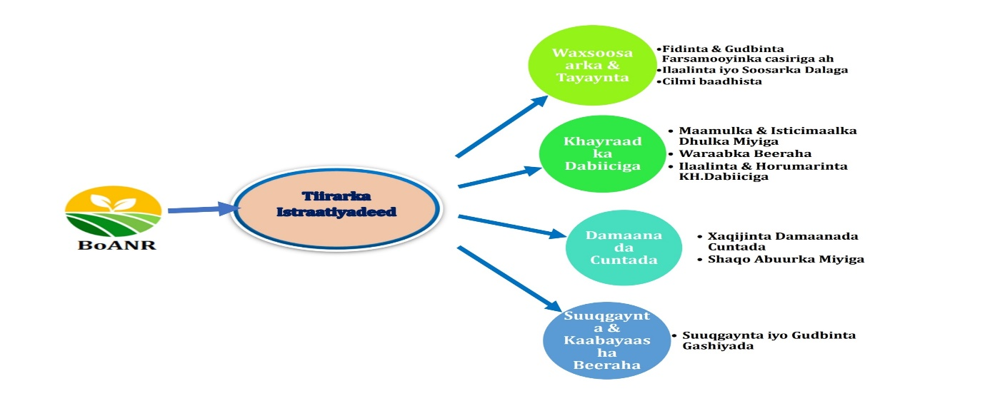 BoANR
Tiirarka
Istraatiyadeed
Waxsoosa
arka &
Tayaynta
•Fidinta & Gudbinta
Farsamooyinka casiriga ah
•Ilaalinta iyo Soosarka Dalaga
•Cilmi baadhista
Khayraad
ka
Dabiiciga
• Maamulka & Isticimaalka
Dhulka Miyiga
• Waraabka Beeraha
• Ilaalinta & Horumarinta
KH.Dabiiciga
Damaana
da
Cuntada
• Xaqijinta Damaanada
Cuntada
• Shaqo Abuurka Miyiga
Suuqgaynt
a &
Kaabayaas
ha
Beeraha
• Suuqgaynta iyo Gudbinta
Gashiyada